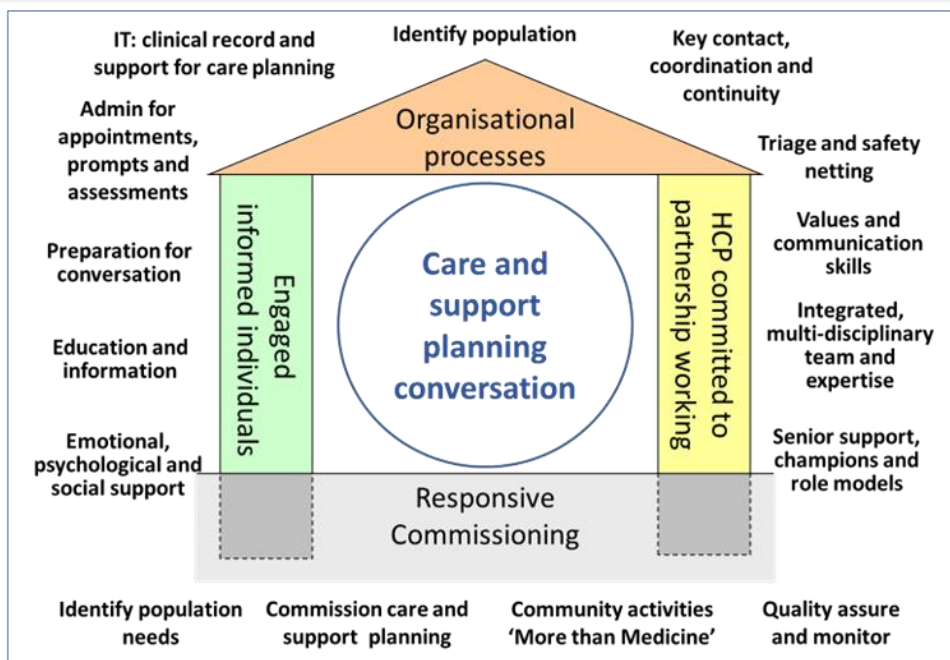 IT: clinical record and
support for care planning
Identify population
Key contact,
coordination and
continuity
Admin for
appointments,
prompts and
assessments
Organisational
processes
Triage and safety
netting
Preparation for
conversation
Education and
information
Emotional,
psychological and
social support
Engaged
informed individuals
Care and
support
planning
conversation
HCP committed to
partnership working
Values and
communication
skills
Integrated,
multi-disciplinary
team and
expertise
Senior support,
champions and
role models
Responsive
Commissioning
Identify population
needs
Commission care and
support planning
Community activities
‘More than Medicine’
Quality assure
and monitor